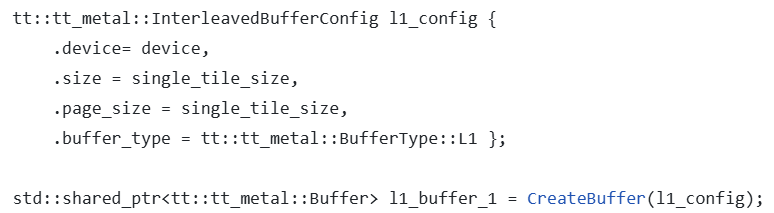 tt::tt_metal::InterleavedBufferConfig l1_config {
    .device= device,
    .size = single_tile_size,
    .page_size = single_tile_size,
    .buffer_type = tt::tt_metal::BufferType::L1 };

std::shared_ptr<tt::tt_metal::Buffer> l1_buffer_1 = CreateBuffer(l1_config);